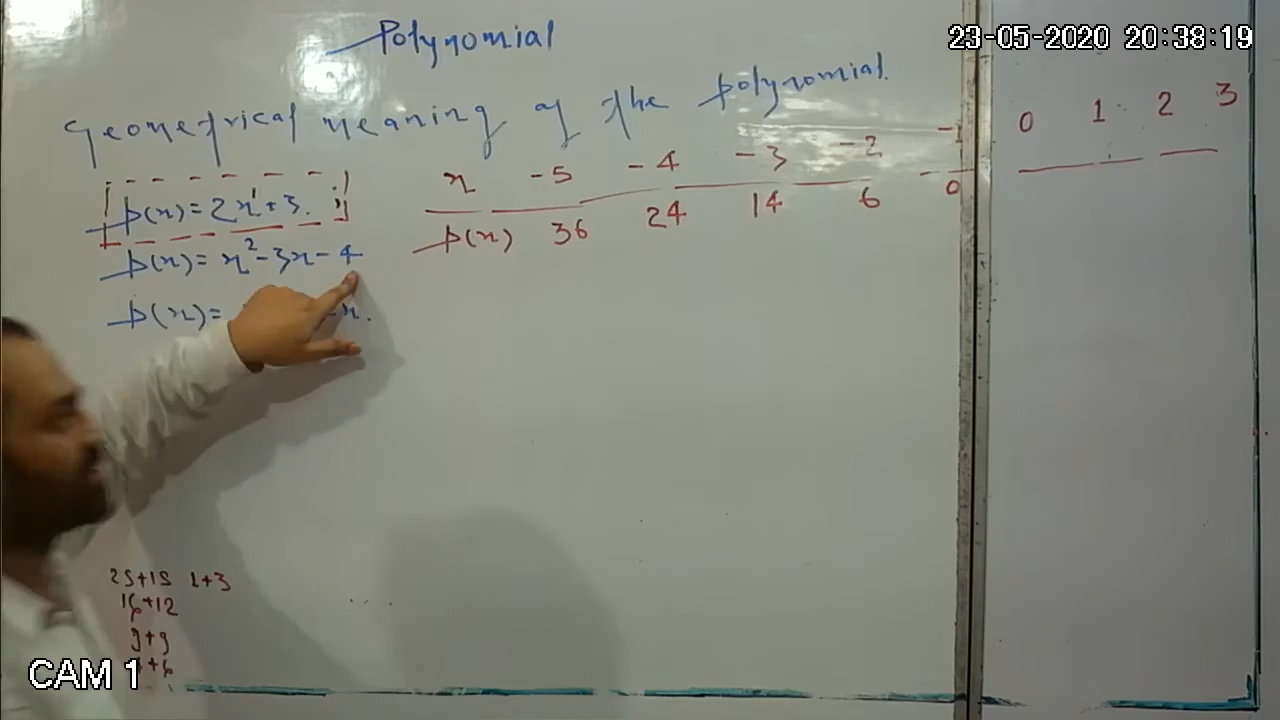 23-05-2020 20:38:19
Polynomial
Geometrical meaning of the polynomial.
p(x) = 2x¹+3.
p(x) = x²-3x-4
p(x) = -x.
x -5 -4 -3 -2 -1 0 1 2 3
p(x) 36 24 14 6 0
25+15 1+3
16+12
9+9
+6
CAM 1